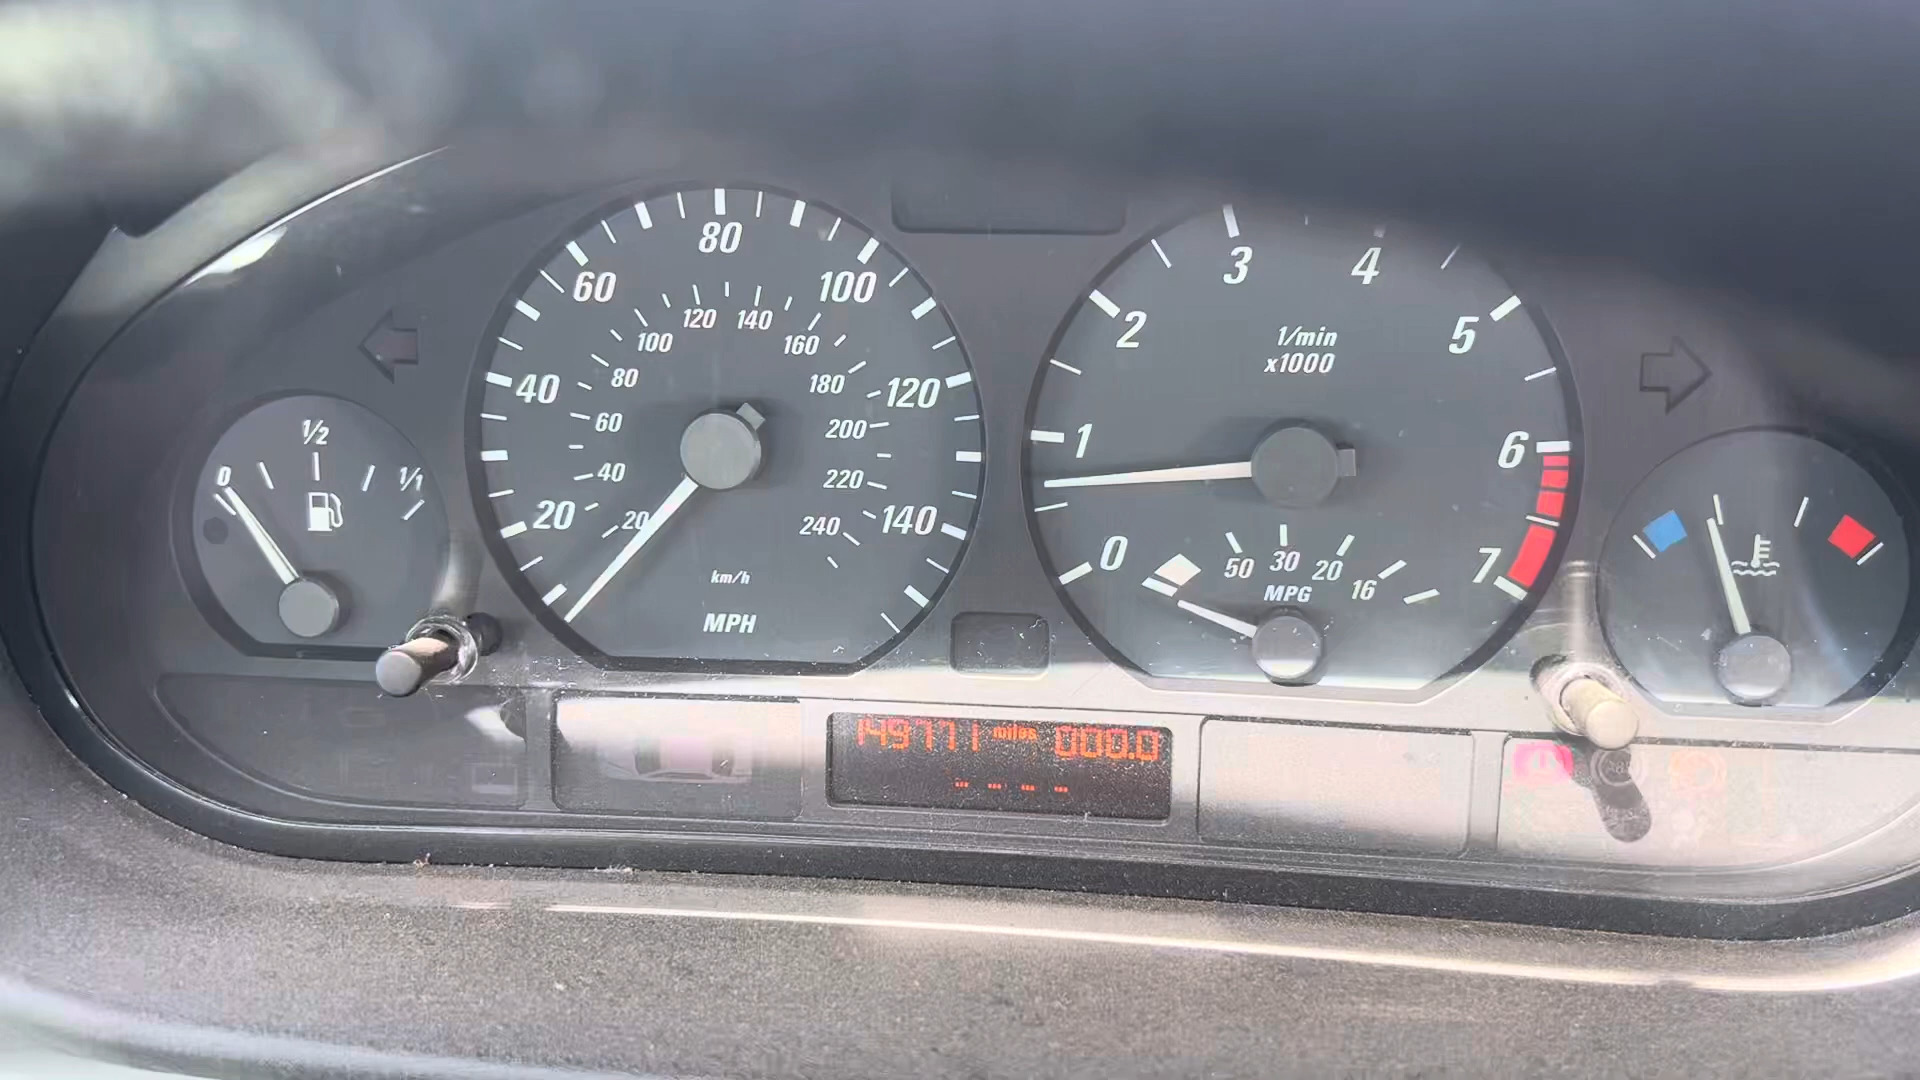 0 1/2 1/1
20 40 60 80 100 120 140
20 40 60 80 100 120 140 160 180 200 220 240
km/h
MPH
0 1 2 3 4 5 6 7
1/min
x1000
50 30 20 16
MPG
149771 miles 000.0